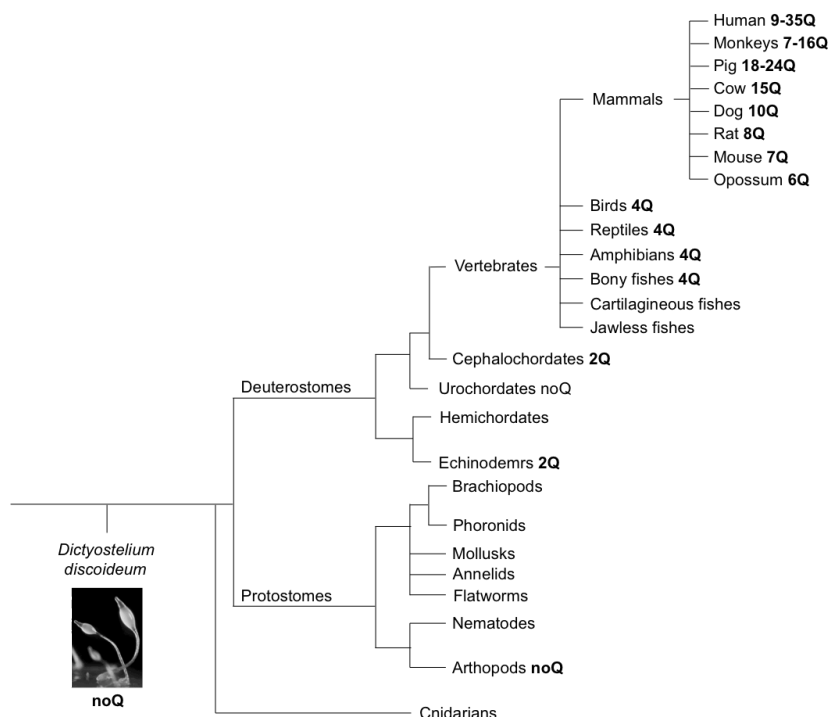 Human 9-35Q
Monkeys 7-16Q
Pig 18-24Q
Cow 15Q
Mammals
Dog 10Q
Rat 8Q
Mouse 7Q
Opossum 6Q
Birds 4Q
Reptiles 4Q
Amphibians 4Q
Vertebrates
Bony fishes 4Q
Cartilagineous fishes
Jawless fishes
Cephalochordates 2Q
Deuterostomes
Urochordates noQ
Hemichordates
Echinodemrs 2Q
Brachiopods
Phoronids
Dictyostelium
discoideum
Mollusks
Annelids
Protostomes
Flatworms
Nematodes
Arthopods noQ
noQ
Cnidarians